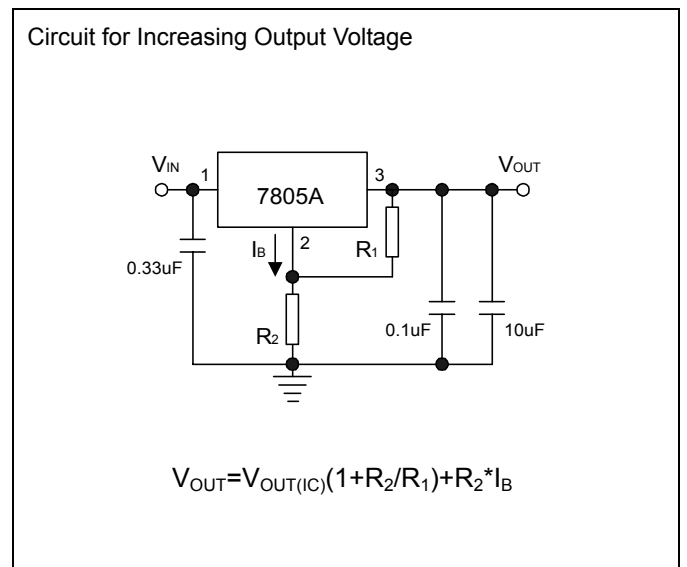 Circuit for Increasing Output Voltage
VIN
VOUT
1
7805A
3
IB
2
R1
0.33uF
R2
0.1uF
10uF
VOUT=VOUT(IC)(1+R2/R1)+R2*IB